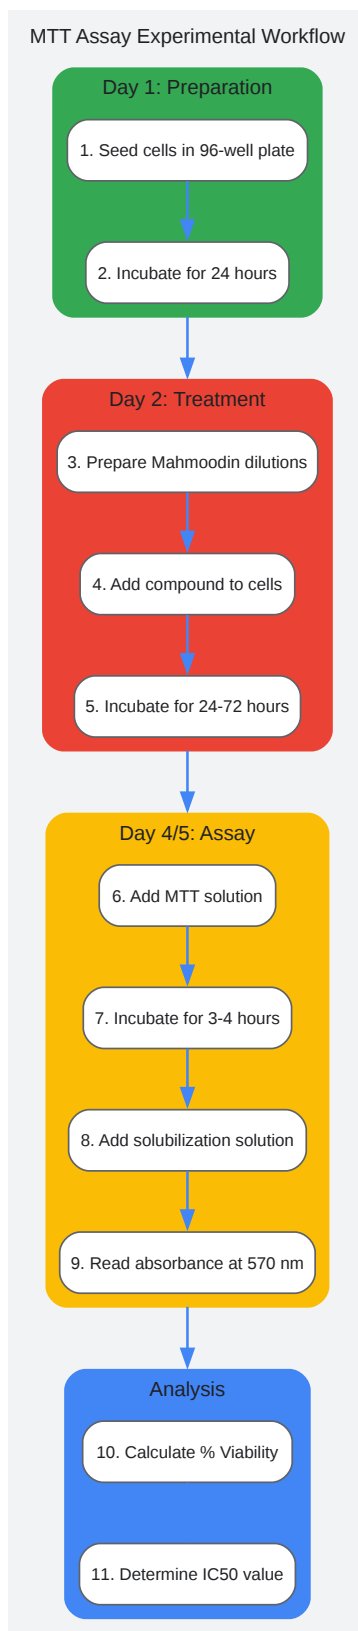 MTT Assay Experimental Workflow
Day 1: Preparation
1. Seed cells in 96-well plate
2. Incubate for 24 hours
Day 2: Treatment
3. Prepare Mahmoodin dilutions
4. Add compound to cells
5. Incubate for 24-72 hours
Day 4/5: Assay
6. Add MTT solution
7. Incubate for 3-4 hours
8. Add solubilization solution
9. Read absorbance at 570 nm
Analysis
10. Calculate % Viability
11. Determine IC50 value